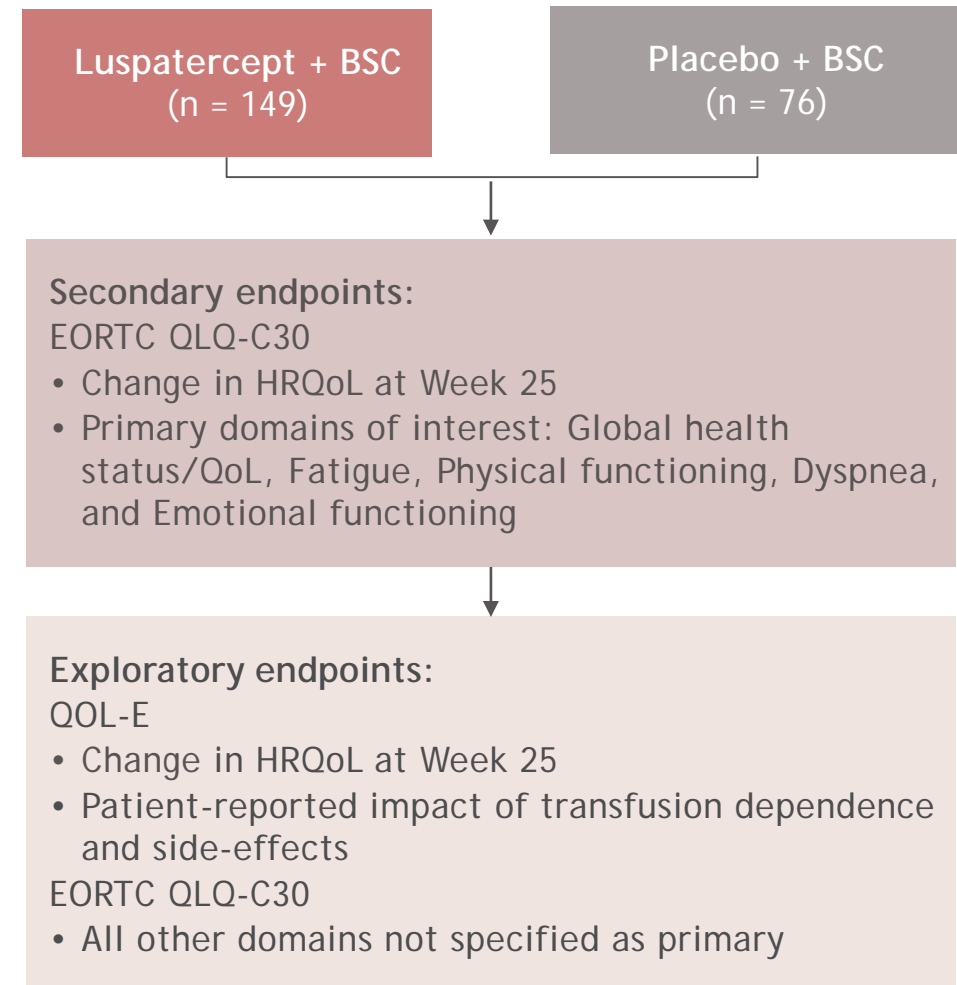 Luspatercept + BSC
(n = 149)
Placebo + BSC
(n = 76)
Secondary endpoints:
EORTC QLQ-C30
• Change in HRQoL at Week 25
• Primary domains of interest: Global health
status/QoL, Fatigue, Physical functioning, Dyspnea,
and Emotional functioning
Exploratory endpoints:
QOL-E
• Change in HRQoL at Week 25
• Patient-reported impact of transfusion dependence
and side-effects
EORTC QLQ-C30
• All other domains not specified as primary